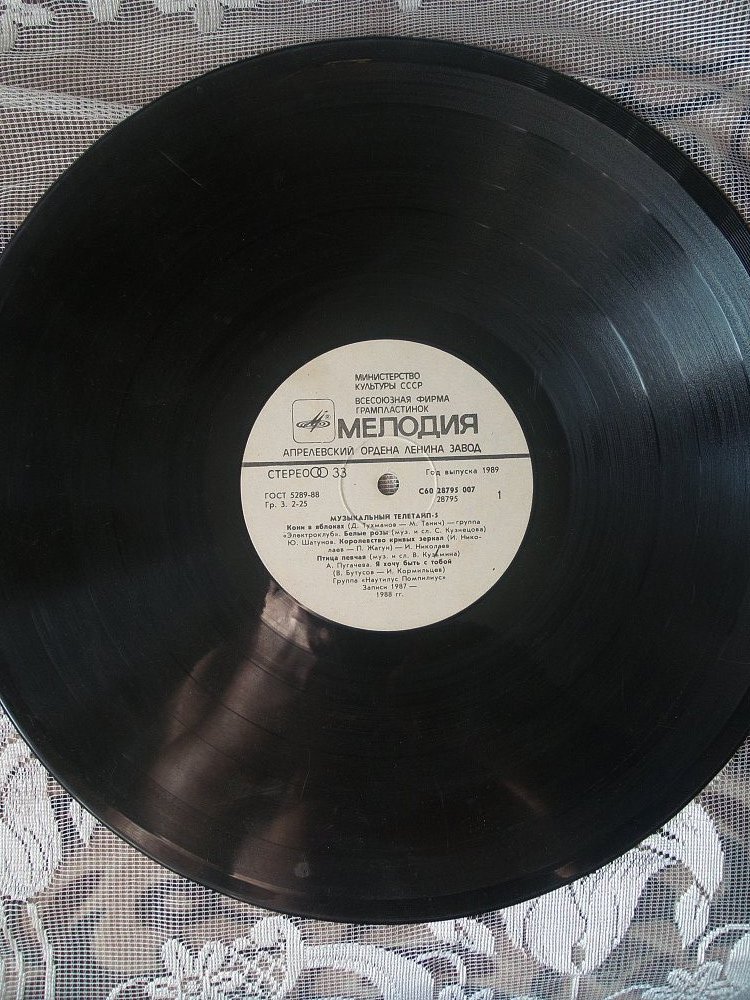 МИНИСТЕРСТВО
КУЛЬТУРЫ СССР
ВСЕСОЮЗНАЯ ФИРМА
ГРАМПЛАСТИНОК
МЕЛОДИЯ
®
АПРЕЛЕВСКИЙ ОРДЕНА ЛЕНИНА ЗАВОД
СТЕРЕО 33
Год выпуска 1989
ГОСТ 5289-88
Гр. 3. 2-25
С60 28795 007
28795
1
МУЗЫКАЛЬНЫЙ ТЕЛЕТАЙП-5
Кони в яблоках (Д. Тухманов — М. Танич) — группа
«Электроклуб». Белые розы (муз. и сл. С. Кузнецова)
Ю. Шатунов. Королевство кривых зеркал (И. Нико-
лаев — П. Жагун) — И. Николаев
Птица певчая (муз. и сл. В. Кузьмина)
А. Пугачева. Я хочу быть с тобой
(В. Бутусов — И. Кормильцев)
Группа «Наутилус Помпилиус»
Записи 1987 —
1988 гг.